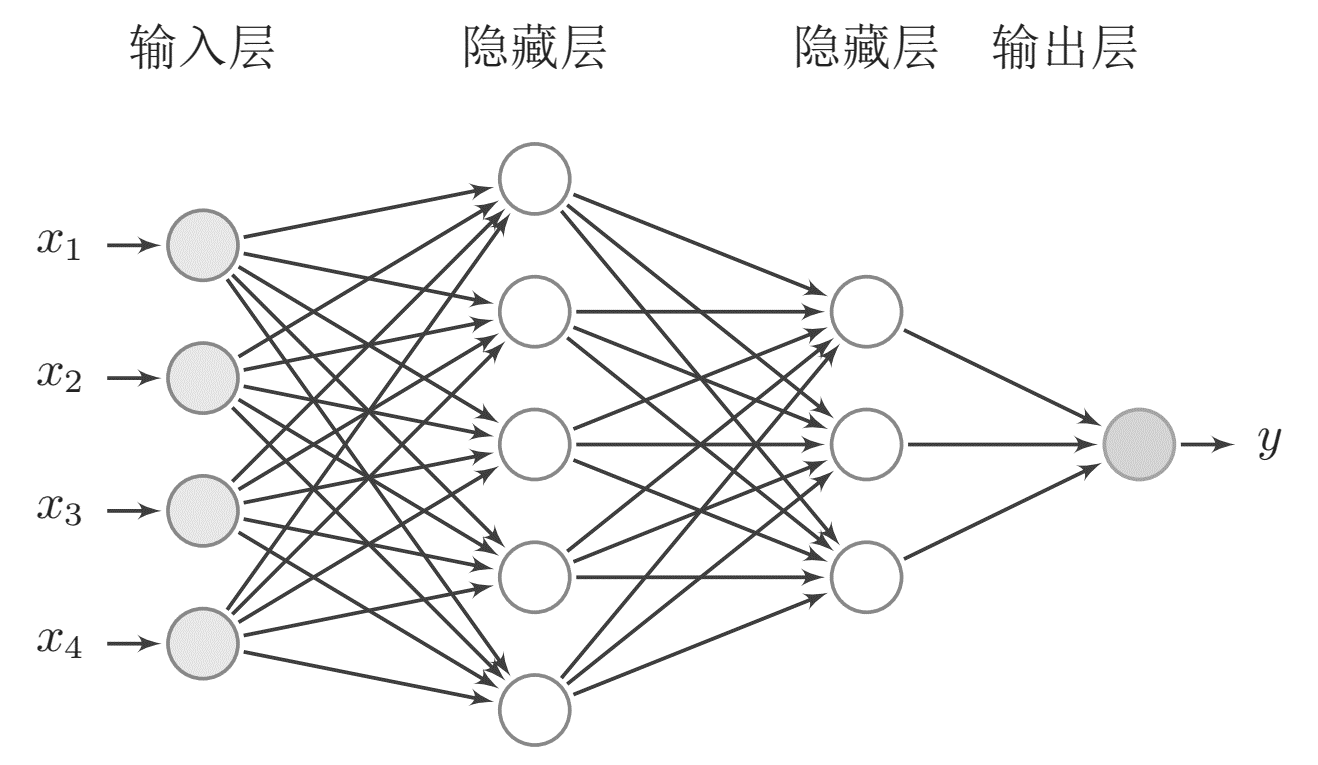 输入层 隐藏层 隐藏层 输出层
x₁
x₂
x₃
x₄
y